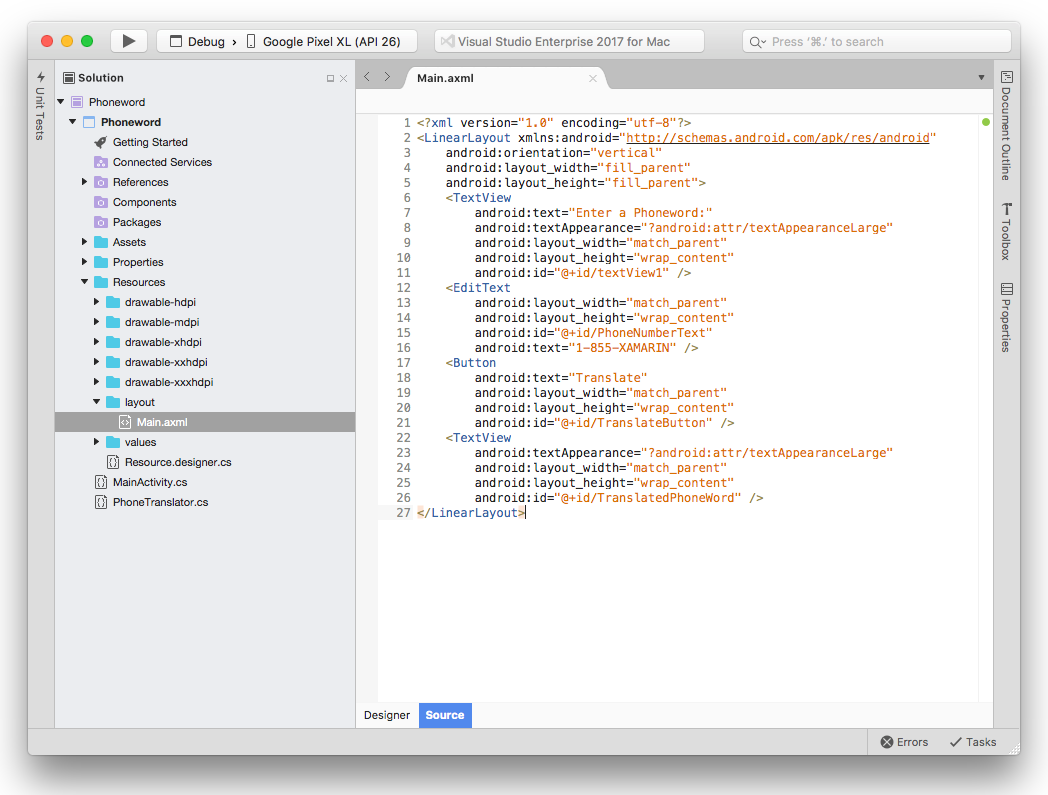 Debug › Google Pixel XL (API 26)
Visual Studio Enterprise 2017 for Mac
Press ‘⌘.’ to search
Unit Tests
Solution
Phoneword
Phoneword
Getting Started
Connected Services
References
Components
Packages
Assets
Properties
Resources
drawable-hdpi
drawable-mdpi
drawable-xhdpi
drawable-xxhdpi
drawable-xxxhdpi
layout
Main.axml
values
Resource.designer.cs
MainActivity.cs
PhoneTranslator.cs
Main.axml
1 <?xml version="1.0" encoding="utf-8"?>
2 <LinearLayout xmlns:android="http://schemas.android.com/apk/res/android"
3 android:orientation="vertical"
4 android:layout_width="fill_parent"
5 android:layout_height="fill_parent">
6 <TextView
7 android:text="Enter a Phoneword:"
8 android:textAppearance="?android:attr/textAppearanceLarge"
9 android:layout_width="match_parent"
10 android:layout_height="wrap_content"
11 android:id="@+id/textView1" />
12 <EditText
13 android:layout_width="match_parent"
14 android:layout_height="wrap_content"
15 android:id="@+id/PhoneNumberText"
16 android:text="1-855-XAMARIN" />
17 <Button
18 android:text="Translate"
19 android:layout_width="match_parent"
20 android:layout_height="wrap_content"
21 android:id="@+id/TranslateButton" />
22 <TextView
23 android:textAppearance="?android:attr/textAppearanceLarge"
24 android:layout_width="match_parent"
25 android:layout_height="wrap_content"
26 android:id="@+id/TranslatedPhoneWord" />
27 </LinearLayout>
Designer Source
Document Outline
Toolbox
Properties
Errors Tasks